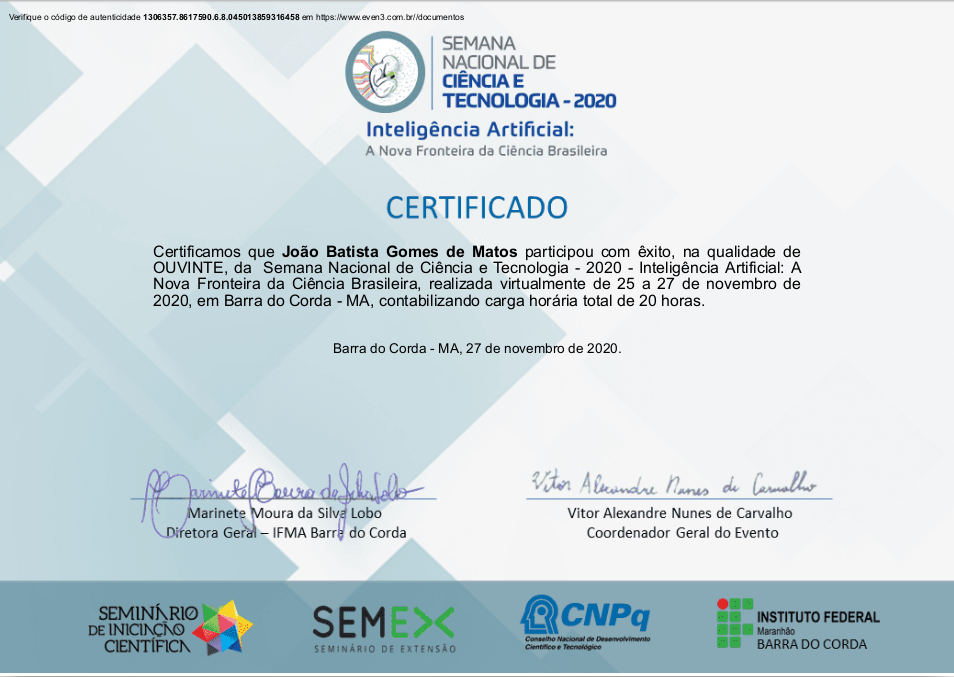 Verifique o código de autenticidade 1306357.8617590.6.8.045013859316458 em https://www.even3.com.br//documentos
SEMANA
NACIONAL DE
CIÊNCIA E
TECNOLOGIA - 2020
Inteligência Artificial:
A Nova Fronteira da Ciência Brasileira
CERTIFICADO
Certificamos que João Batista Gomes de Matos participou com êxito, na qualidade de
OUVINTE, da Semana Nacional de Ciência e Tecnologia - 2020 - Inteligência Artificial: A
Nova Fronteira da Ciência Brasileira, realizada virtualmente de 25 a 27 de novembro de
2020, em Barra do Corda - MA, contabilizando carga horária total de 20 horas.
Barra do Corda - MA, 27 de novembro de 2020.
Marinete Moura da Silva Lobo
Vitor Alexandre Nunes de Carvalho
Marinete Moura da Silva Lobo
Diretora Geral – IFMA Barra do Corda
Vitor Alexandre Nunes de Carvalho
Coordenador Geral do Evento
SEMINÁRIO
DE INICIAÇÃO
CIENTÍFICA
SEMEX
SEMINÁRIO DE EXTENSÃO
CNPq
Conselho Nacional de Desenvolvimento
Científico e Tecnológico
INSTITUTO FEDERAL
Maranhão
BARRA DO CORDA